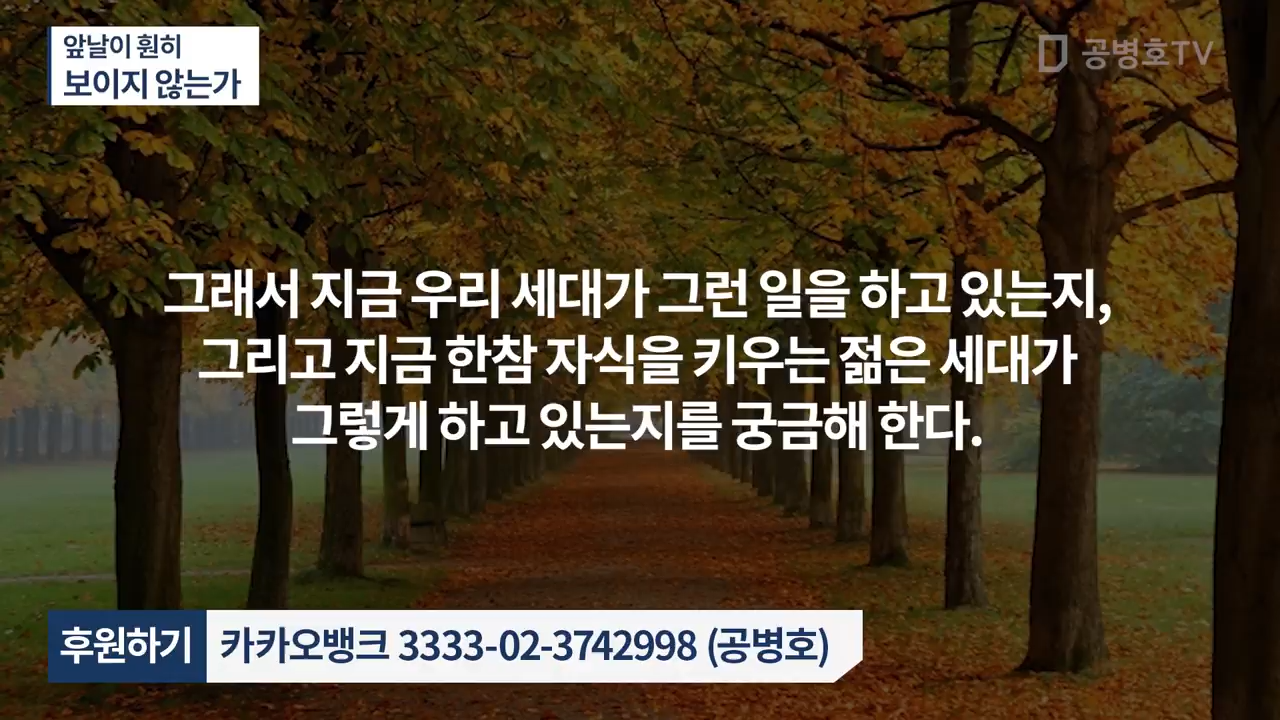 앞날이 훤히
보이지 않는가
공병호TV
그래서 지금 우리 세대가 그런 일을 하고 있는지,
그리고 지금 한참 자식을 키우는 젊은 세대가
그렇게 하고 있는지를 궁금해 한다.
후원하기 카카오뱅크 3333-02-3742998 (공병호)